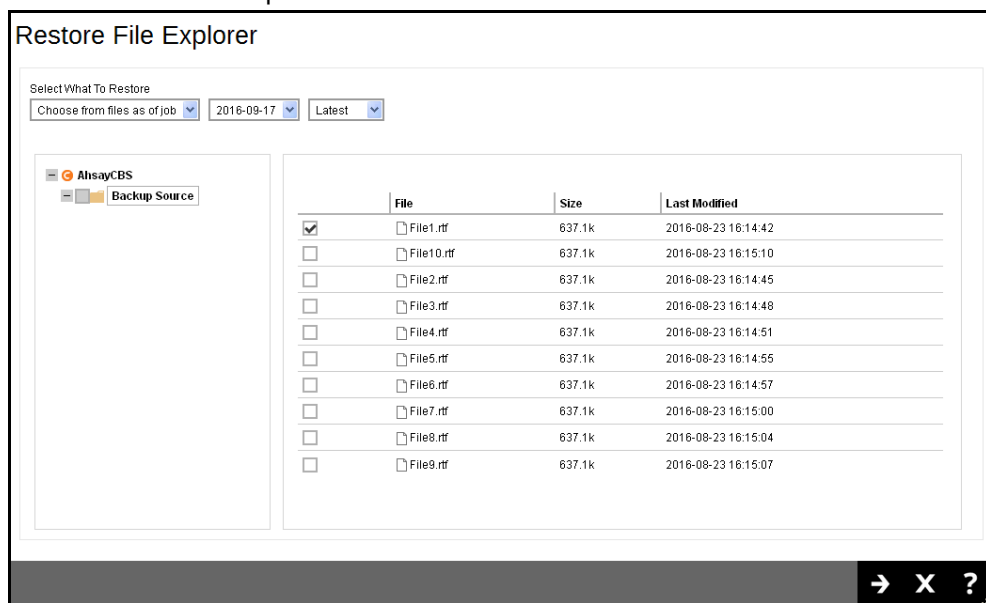 Restore File Explorer
Select What To Restore
Choose from files as of job 2016-09-17 Latest
AhsayCBS
Backup Source
File Size Last Modified
File1.rtf 637.1k 2016-08-23 16:14:42
File10.rtf 637.1k 2016-08-23 16:15:10
File2.rtf 637.1k 2016-08-23 16:14:45
File3.rtf 637.1k 2016-08-23 16:14:48
File4.rtf 637.1k 2016-08-23 16:14:51
File5.rtf 637.1k 2016-08-23 16:14:55
File6.rtf 637.1k 2016-08-23 16:14:57
File7.rtf 637.1k 2016-08-23 16:15:00
File8.rtf 637.1k 2016-08-23 16:15:04
File9.rtf 637.1k 2016-08-23 16:15:07
X ?